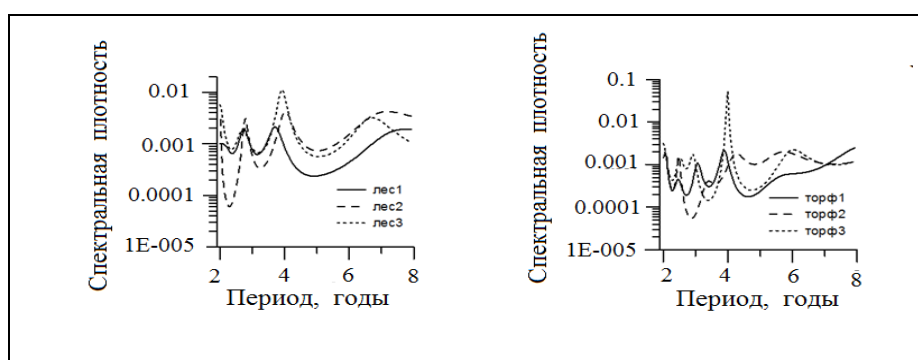 Спектральная плотность
0.01
0.001
0.0001
1E-005
лес1
лес2
лес3
2 4 6 8
Период, годы
Спектральная плотность
0.1
0.01
0.001
0.0001
1E-005
торф1
торф2
торф3
2 4 6 8
Период, годы